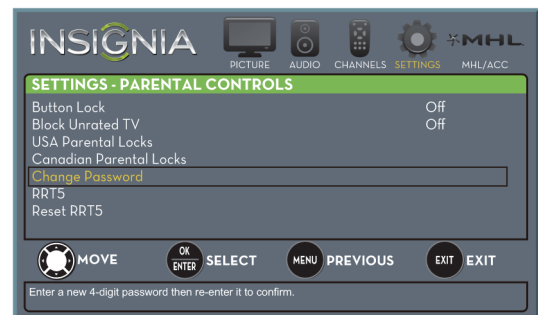 INSIGNIA
PICTURE AUDIO CHANNELS SETTINGS MHL MHL/ACC
SETTINGS - PARENTAL CONTROLS
Button Lock Off
Block Unrated TV Off
USA Parental Locks
Canadian Parental Locks
Change Password
RRT5
Reset RRT5
MOVE OK ENTER SELECT MENU PREVIOUS EXIT EXIT
Enter a new 4-digit password then re-enter it to confirm.